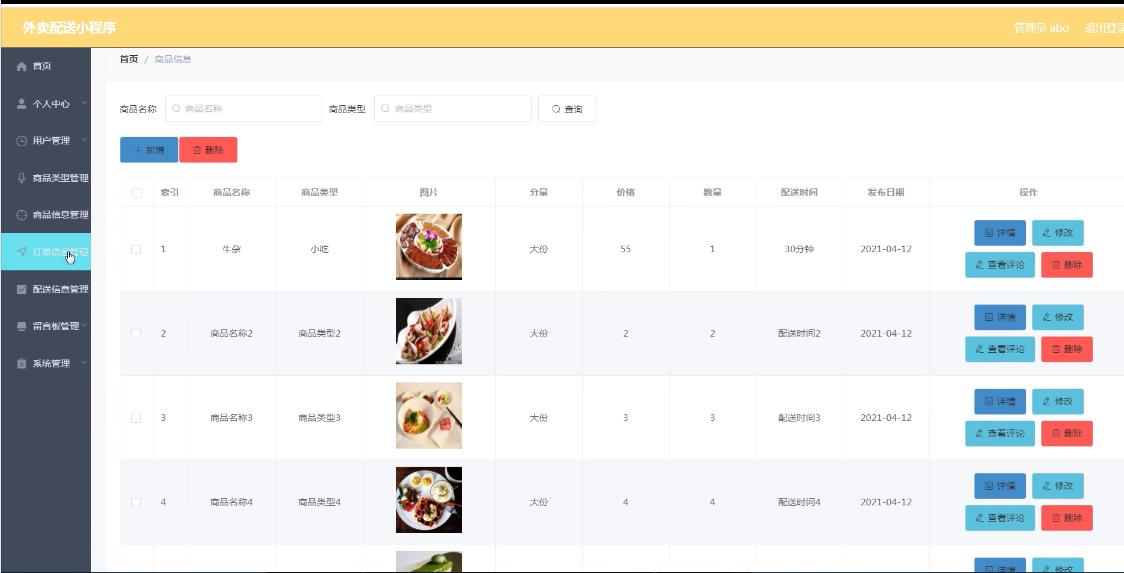 外卖配送小程序
管理员 abo 退出登录
首页 / 商品信息
首页
个人中心
用户管理
商品类型管理
商品信息管理
订单信息管理
配送信息管理
留言板管理
系统管理
商品名称 商品名称 商品类型 商品类型 查询
+ 新增 删除
索引 商品名称 商品类型 图片 分量 价格 数量 配送时间 发布日期 操作
1 牛杂 小吃 大份 55 1 30分钟 2021-04-12 详情 修改
查看评论 删除
2 商品名称2 商品类型2 大份 2 2 配送时间2 2021-04-12 详情 修改
查看评论 删除
3 商品名称3 商品类型3 大份 3 3 配送时间3 2021-04-12 详情 修改
查看评论 删除
4 商品名称4 商品类型4 大份 4 4 配送时间4 2021-04-12 详情 修改
查看评论 删除
详情 修改